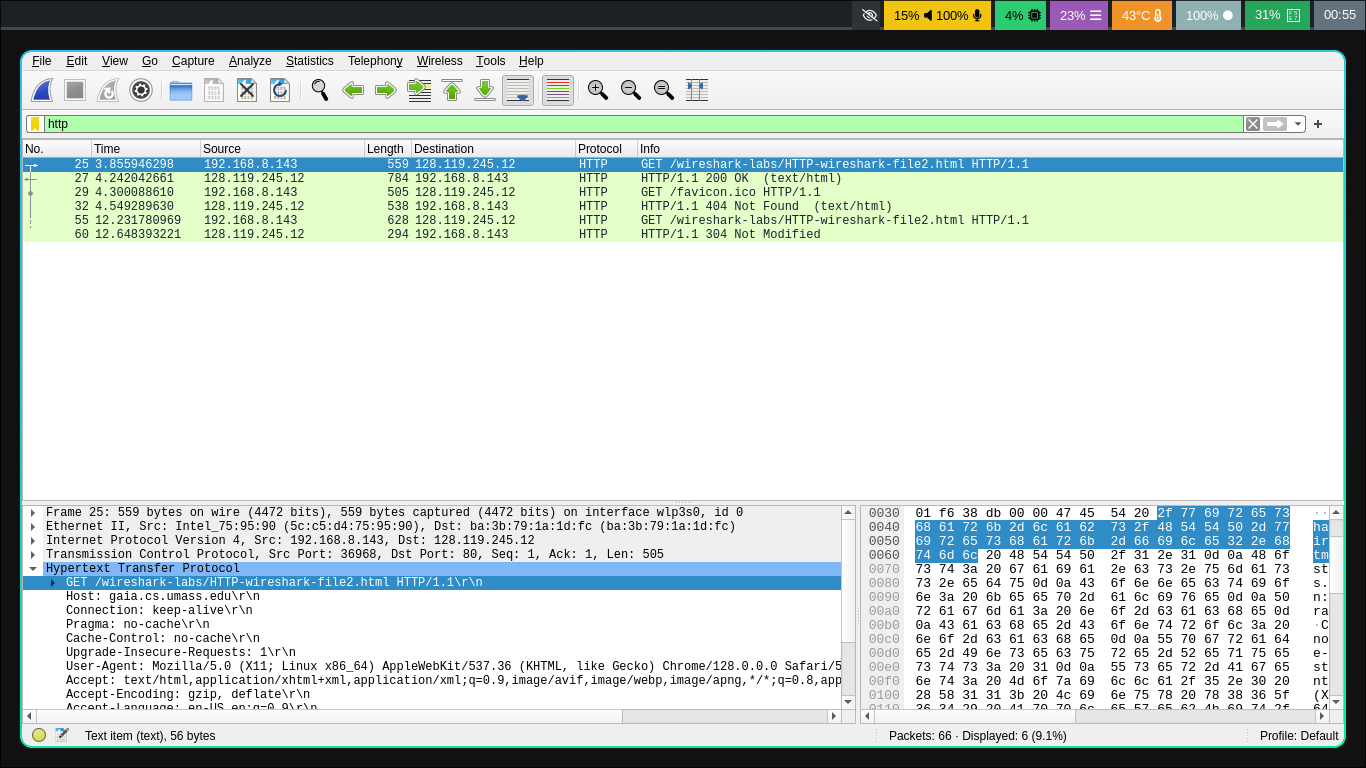 15% 100% 4% 23% 43°C 100% 31% 00:55
File Edit View Go Capture Analyze Statistics Telephony Wireless Tools Help
http
No. Time Source Length Destination Protocol Info
25 3.855946298 192.168.8.143 559 128.119.245.12 HTTP GET /wireshark-labs/HTTP-wireshark-file2.html HTTP/1.1
27 4.242042661 128.119.245.12 784 192.168.8.143 HTTP HTTP/1.1 200 OK  (text/html)
29 4.300088610 192.168.8.143 505 128.119.245.12 HTTP GET /favicon.ico HTTP/1.1
32 4.549289630 128.119.245.12 538 192.168.8.143 HTTP HTTP/1.1 404 Not Found  (text/html)
55 12.231780969 192.168.8.143 628 128.119.245.12 HTTP GET /wireshark-labs/HTTP-wireshark-file2.html HTTP/1.1
60 12.648393221 128.119.245.12 294 192.168.8.143 HTTP HTTP/1.1 304 Not Modified
Frame 25: 559 bytes on wire (4472 bits), 559 bytes captured (4472 bits) on interface wlp3s0, id 0
Ethernet II, Src: Intel_75:95:90 (5c:c5:d4:75:95:90), Dst: ba:3b:79:1a:1d:fc (ba:3b:79:1a:1d:fc)
Internet Protocol Version 4, Src: 192.168.8.143, Dst: 128.119.245.12
Transmission Control Protocol, Src Port: 36968, Dst Port: 80, Seq: 1, Ack: 1, Len: 505
Hypertext Transfer Protocol
GET /wireshark-labs/HTTP-wireshark-file2.html HTTP/1.1\r\n
Host: gaia.cs.umass.edu\r\n
Connection: keep-alive\r\n
Pragma: no-cache\r\n
Cache-Control: no-cache\r\n
Upgrade-Insecure-Requests: 1\r\n
User-Agent: Mozilla/5.0 (X11; Linux x86_64) AppleWebKit/537.36 (KHTML, like Gecko) Chrome/128.0.0.0 Safari/5
Accept: text/html,application/xhtml+xml,application/xml;q=0.9,image/avif,image/webp,image/apng,*/*;q=0.8,app
Accept-Encoding: gzip, deflate\r\n
Accept-Language: en-US,en;q=0.9\r\n
0030 01 f6 38 db 00 00 47 45 54 20 2f 77 69 72 65 73 ··
0040 68 61 72 6b 2d 6c 61 62 73 2f 48 54 54 50 2d 77 ha
0050 69 72 65 73 68 61 72 6b 2d 66 69 6c 65 32 2e 68 ir
0060 74 6d 6c 20 48 54 54 50 2f 31 2e 31 0d 0a 48 6f tm
0070 73 74 3a 20 67 61 69 61 2e 63 73 2e 75 6d 61 73 st
0080 73 2e 65 64 75 0d 0a 43 6f 6e 6e 65 63 74 69 6f s.
0090 6e 3a 20 6b 65 65 70 2d 61 6c 69 76 65 0d 0a 50 n:
00a0 72 61 67 6d 61 3a 20 6e 6f 2d 63 61 63 68 65 0d ra
00b0 0a 43 61 63 68 65 2d 43 6f 6e 74 72 6f 6c 3a 20 ·C
00c0 6e 6f 2d 63 61 63 68 65 0d 0a 55 70 67 72 61 64 no
00d0 65 2d 49 6e 73 65 63 75 72 65 2d 52 65 71 75 65 e-
00e0 73 74 73 3a 20 31 0d 0a 55 73 65 72 2d 41 67 65 st
00f0 6e 74 3a 20 4d 6f 7a 69 6c 6c 61 2f 35 2e 30 20 nt
0100 28 58 31 31 3b 20 4c 69 6e 75 78 20 78 38 36 5f (X
0110 36 34 29 20 41 70 70 6c 65 57 65 62 4b 69 74 2f 64
Text item (text), 56 bytes Packets: 66 · Displayed: 6 (9.1%) Profile: Default